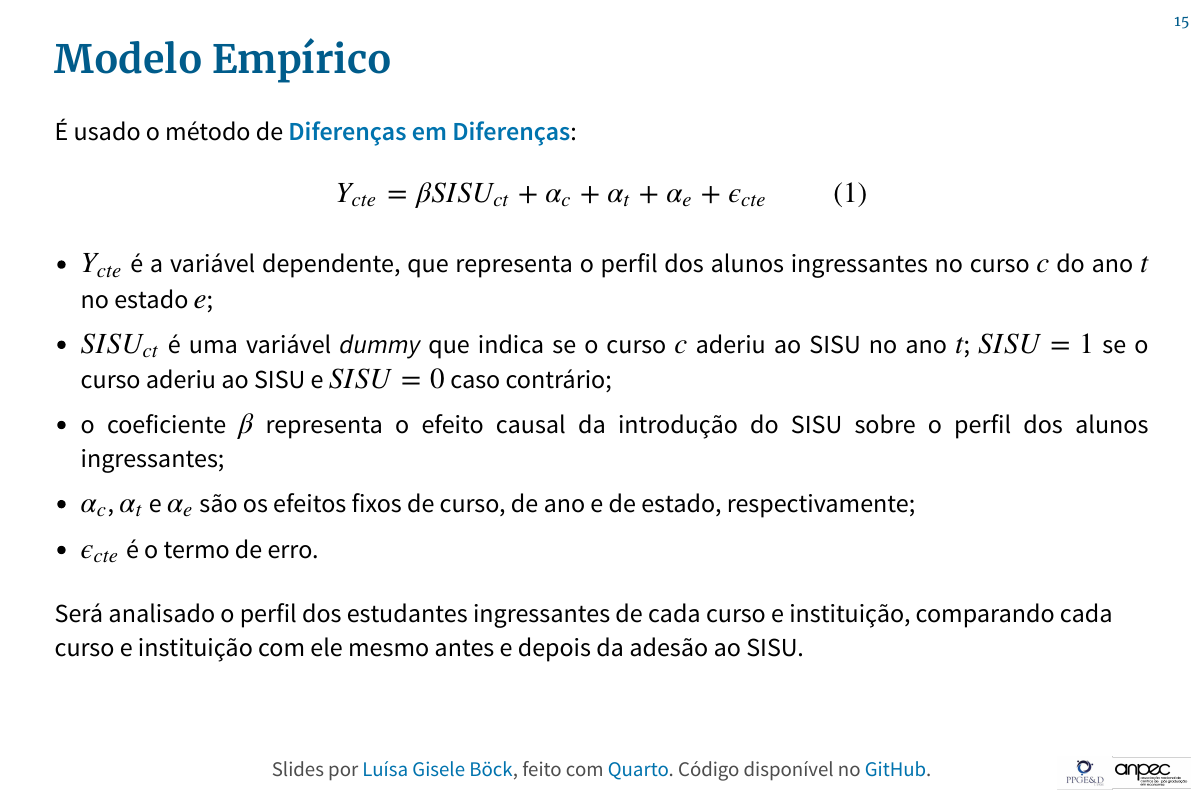 15
Modelo Empírico
É usado o método de Diferenças em Diferenças:
Y_cte = βSISU_ct + α_c + α_t + α_e + ϵ_cte (1)
• Y_cte é a variável dependente, que representa o perfil dos alunos ingressantes no curso c do ano t
no estado e;
• SISU_ct é uma variável dummy que indica se o curso c aderiu ao SISU no ano t; SISU = 1 se o
curso aderiu ao SISU e SISU = 0 caso contrário;
• o coeficiente β representa o efeito causal da introdução do SISU sobre o perfil dos alunos
ingressantes;
• α_c, α_t e α_e são os efeitos fixos de curso, de ano e de estado, respectivamente;
• ϵ_cte é o termo de erro.
Será analisado o perfil dos estudantes ingressantes de cada curso e instituição, comparando cada
curso e instituição com ele mesmo antes e depois da adesão ao SISU.
Slides por Luísa Gisele Böck, feito com Quarto. Código disponível no GitHub.
PPGE&D
anpec